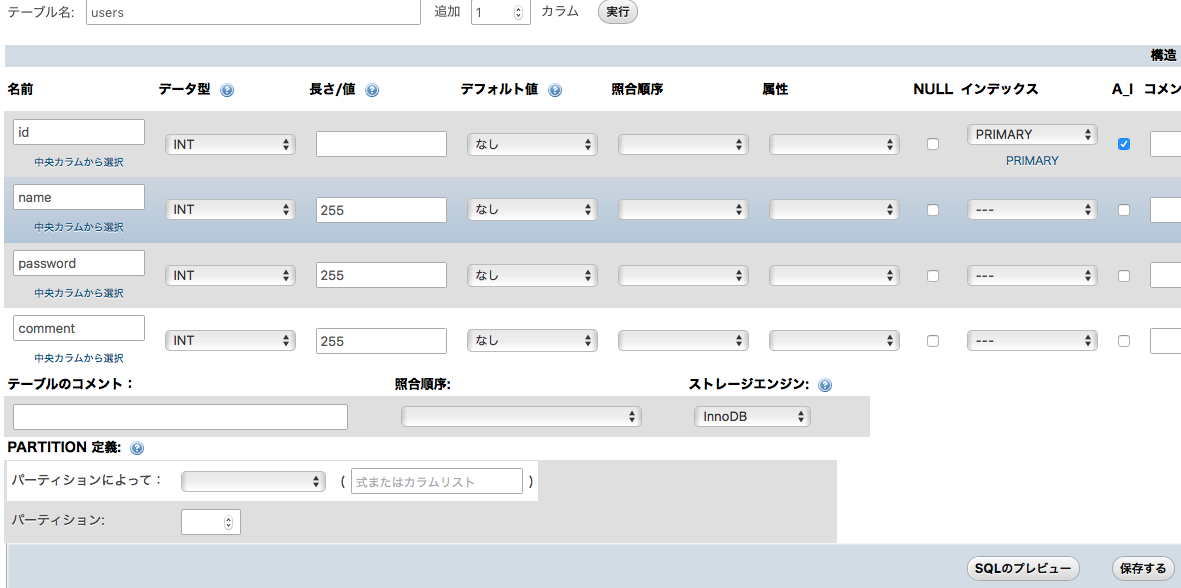 テーブル名: users 追加 1 カラム 実行
構造
名前 データ型 長さ/値 デフォルト値 照合順序 属性 NULL インデックス A_I コメン
id INT なし PRIMARY
中央カラムから選択 PRIMARY
name INT 255 なし ---
中央カラムから選択
password INT 255 なし ---
中央カラムから選択
comment INT 255 なし ---
中央カラムから選択
テーブルのコメント： 照合順序: ストレージエンジン:
InnoDB
PARTITION 定義:
パーティションによって： ( 式またはカラムリスト )
パーティション:
SQLのプレビュー 保存する